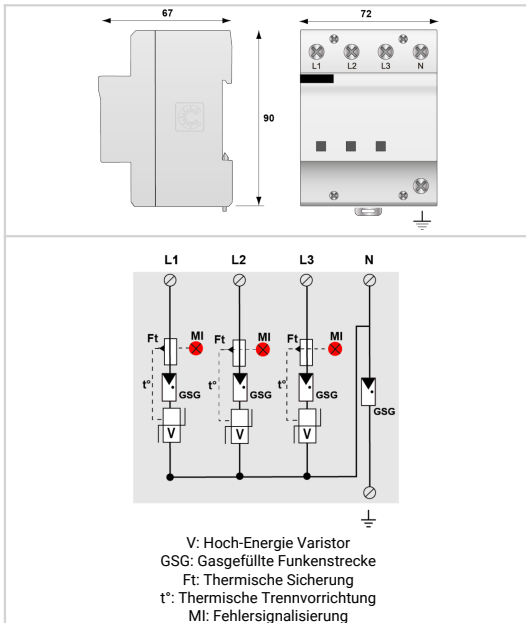 67
72
90
L1 L2 L3 N
L1 L2 L3 N
Ft MI Ft MI Ft MI
t° GSG t° GSG t° GSG GSG
V V V
V: Hoch-Energie Varistor
GSG: Gasgefüllte Funkenstrecke
Ft: Thermische Sicherung
t°: Thermische Trennvorrichtung
MI: Fehlersignalisierung